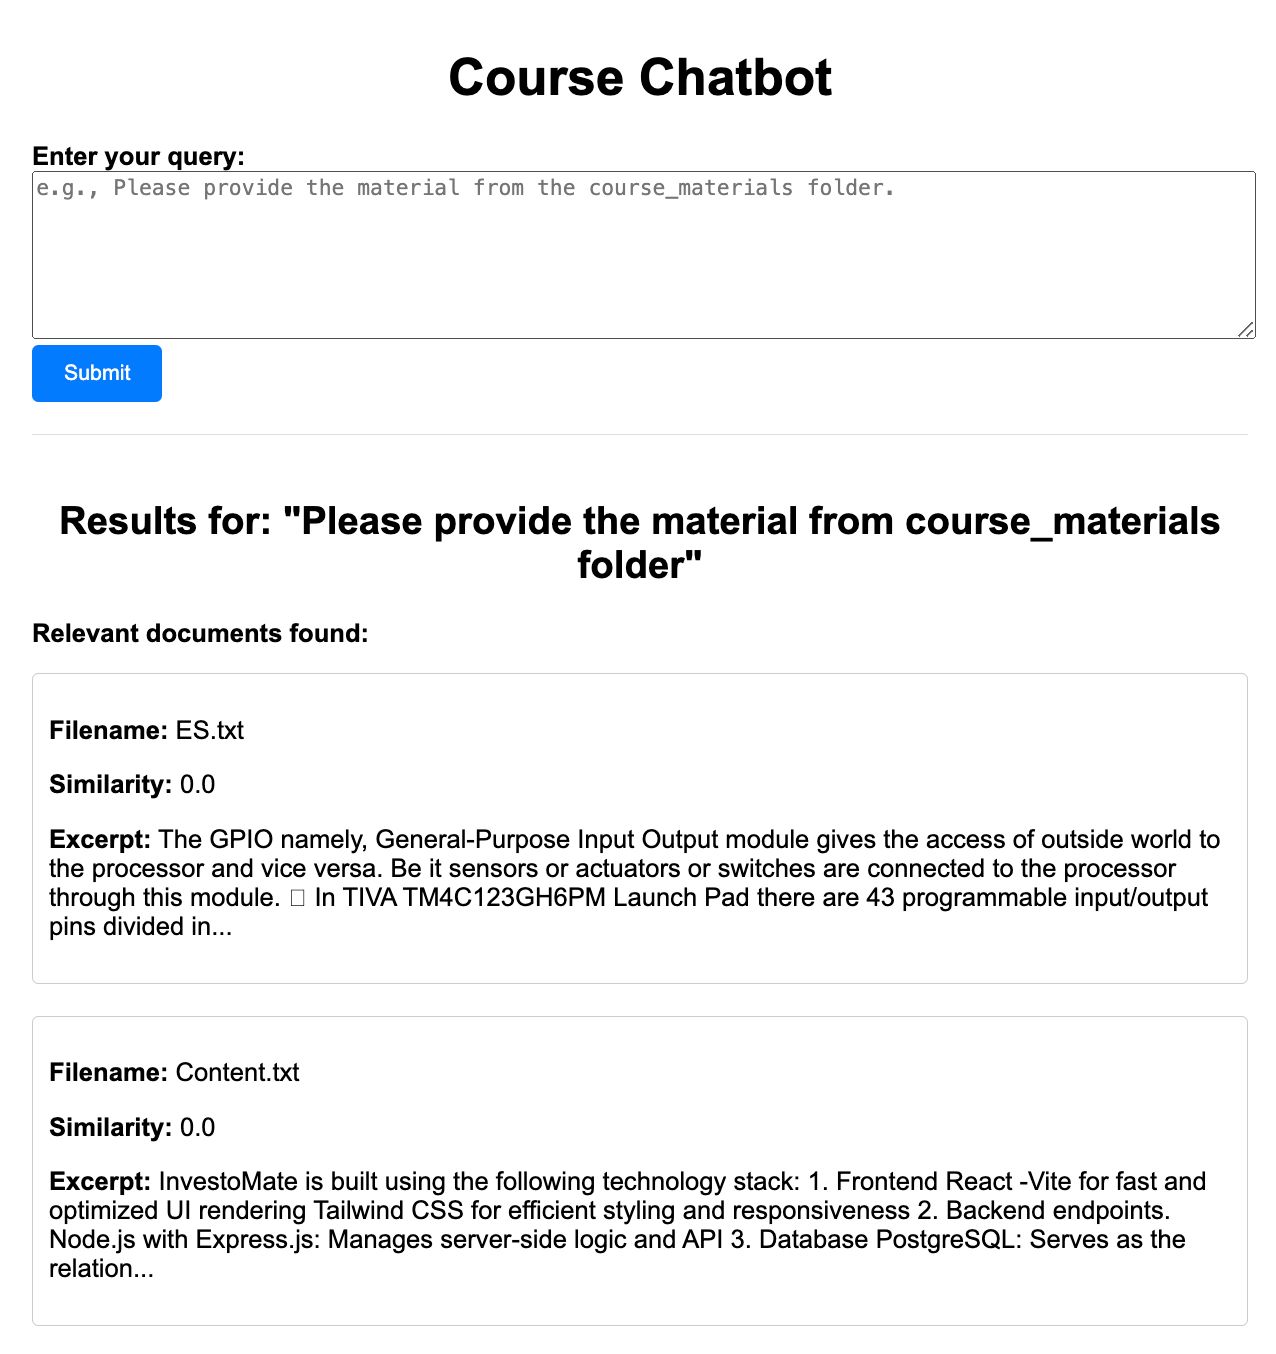 Course Chatbot
Enter your query:
e.g., Please provide the material from the course_materials folder.
Submit
Results for: "Please provide the material from course_materials
folder"
Relevant documents found:
Filename: ES.txt
Similarity: 0.0
Excerpt: The GPIO namely, General-Purpose Input Output module gives the access of outside world to
the processor and vice versa. Be it sensors or actuators or switches are connected to the processor
through this module.  In TIVA TM4C123GH6PM Launch Pad there are 43 programmable input/output
pins divided in...
Filename: Content.txt
Similarity: 0.0
Excerpt: InvestoMate is built using the following technology stack: 1. Frontend React -Vite for fast and
optimized UI rendering Tailwind CSS for efficient styling and responsiveness 2. Backend endpoints.
Node.js with Express.js: Manages server-side logic and API 3. Database PostgreSQL: Serves as the
relation...